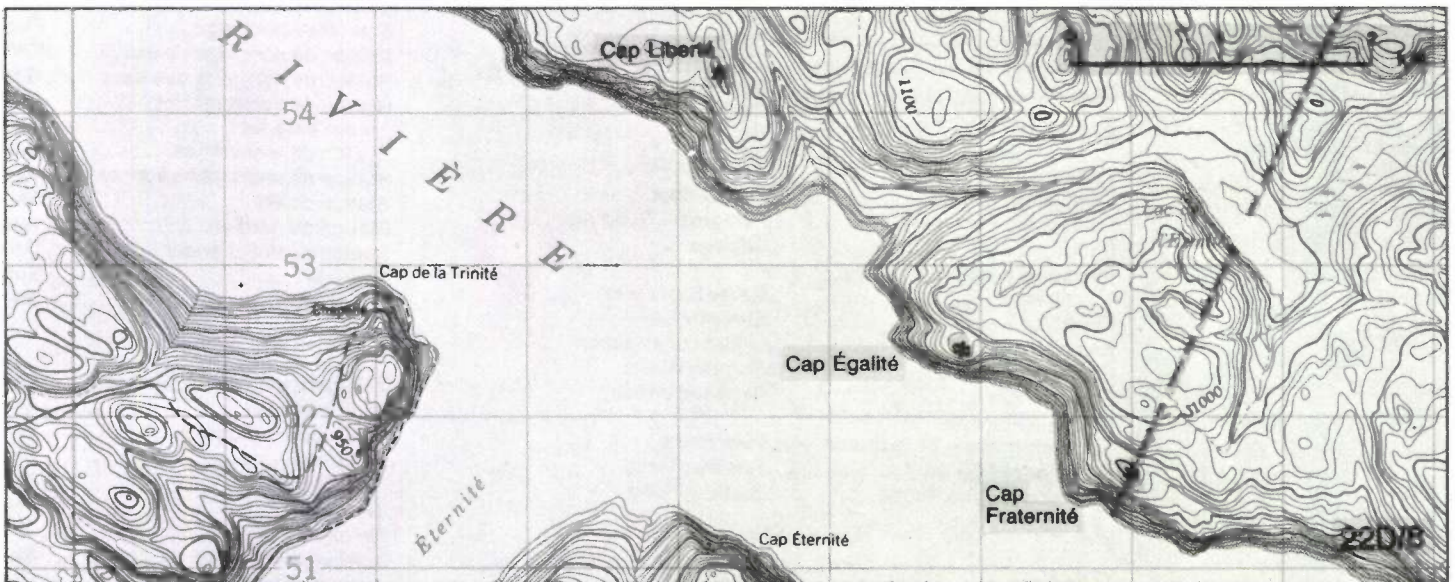 RIVIÈRE
Cap Liberté
1100
54
53
Cap de la Trinité
Cap Égalité
52
950
1000
Cap
Fraternité
Éternité
Cap Éternité
22D/8
51